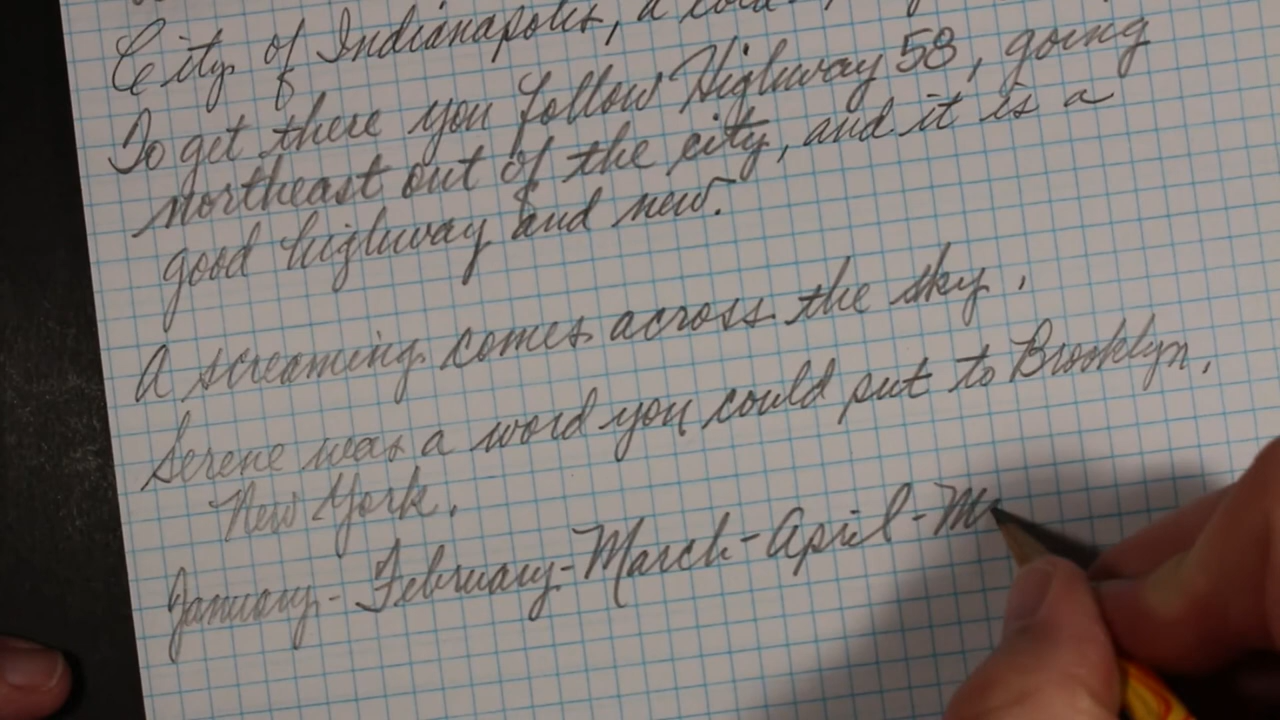 City of Indianapolis, a
To get there you follow Highway 58, going
northeast out of the city, and it is a
good highway and new.
A screaming comes across the sky.
Serene was a word you could put to Brooklyn,
New York.
January - February - March - April - M